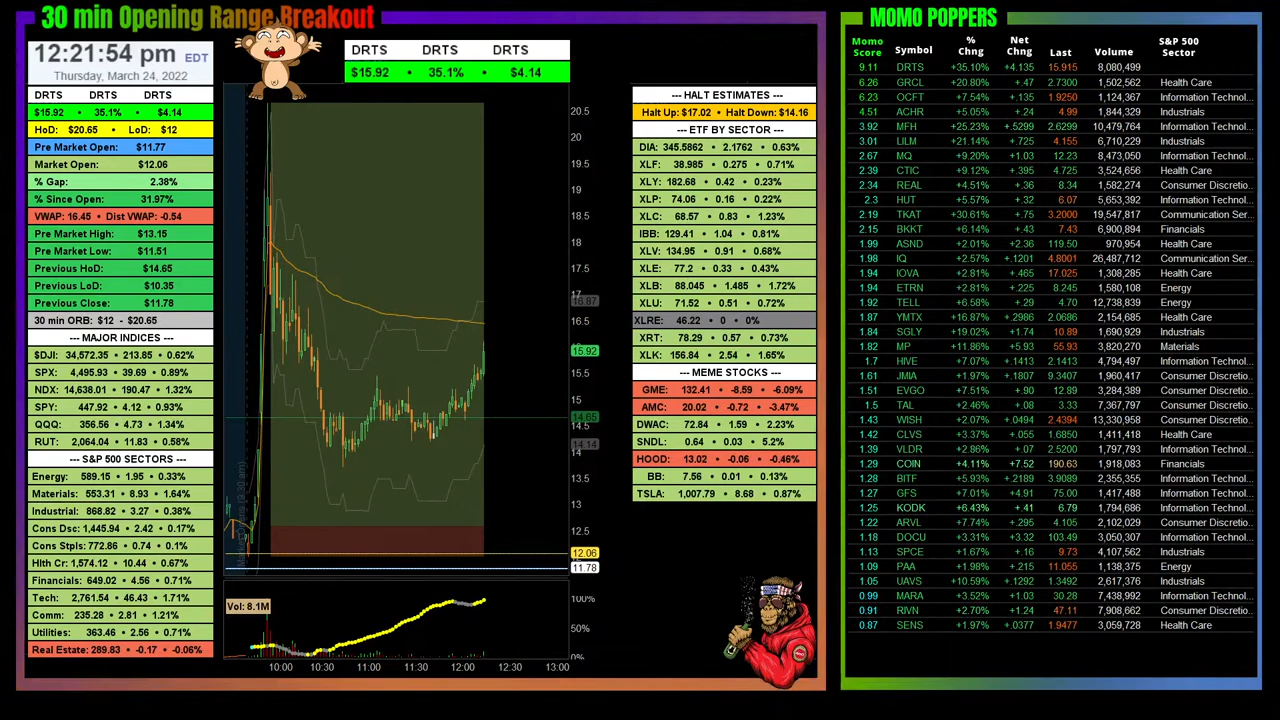 30 min Opening Range Breakout
12:21:54 pm EDT
Thursday, March 24, 2022
DRTS DRTS DRTS
$15.92 • 35.1% • $4.14
HoD: $20.65 • LoD: $12
Pre Market Open: $11.77
Market Open: $12.06
% Gap: 2.38%
% Since Open: 31.97%
VWAP: 16.45 • Dist VWAP: -0.54
Pre Market High: $13.15
Pre Market Low: $11.51
Previous HoD: $14.65
Previous LoD: $10.35
Previous Close: $11.78
30 min ORB: $12 - $20.65
--- MAJOR INDICES ---
$DJI: 34,572.35 • 213.85 • 0.62%
SPX: 4,495.93 • 39.69 • 0.89%
NDX: 14,638.01 • 190.47 • 1.32%
SPY: 447.92 • 4.12 • 0.93%
QQQ: 356.56 • 4.73 • 1.34%
RUT: 2,064.04 • 11.83 • 0.58%
--- S&P 500 SECTORS ---
Energy: 589.15 • 1.95 • 0.33%
Materials: 553.31 • 8.93 • 1.64%
Industrial: 868.82 • 3.27 • 0.38%
Cons Dsc: 1,445.94 • 2.42 • 0.17%
Cons Stpls: 772.86 • 0.74 • 0.1%
Hlth Cr: 1,574.12 • 10.44 • 0.67%
Financials: 649.02 • 4.56 • 0.71%
Tech: 2,761.54 • 46.43 • 1.71%
Comm: 235.28 • 2.81 • 1.21%
Utilities: 363.46 • 2.56 • 0.71%
Real Estate: 289.83 • -0.17 • -0.06%
DRTS DRTS DRTS
$15.92 • 35.1% • $4.14
20.5
20
19.5
19
18.5
18
17.5
17
16.87
16.5
15.92
15.5
15
14.65
14.5
14.14
14
13.5
13
12.5
12.06
11.78
Vol: 8.1M
100%
50%
0%
10:00 10:30 11:00 11:30 12:00 12:30 13:00
--- HALT ESTIMATES ---
Halt Up: $17.02 • Halt Down: $14.16
--- ETF BY SECTOR ---
DIA: 345.5862 • 2.1762 • 0.63%
XLF: 38.985 • 0.275 • 0.71%
XLY: 182.68 • 0.42 • 0.23%
XLP: 74.06 • 0.16 • 0.22%
XLC: 68.57 • 0.83 • 1.23%
IBB: 129.41 • 1.04 • 0.81%
XLV: 134.95 • 0.91 • 0.68%
XLE: 77.2 • 0.33 • 0.43%
XLB: 88.045 • 1.485 • 1.72%
XLU: 71.52 • 0.51 • 0.72%
XLRE: 46.22 • 0 • 0%
XRT: 78.29 • 0.57 • 0.73%
XLK: 156.84 • 2.54 • 1.65%
--- MEME STOCKS ---
GME: 132.41 • -8.59 • -6.09%
AMC: 20.02 • -0.72 • -3.47%
DWAC: 72.84 • 1.59 • 2.23%
SNDL: 0.64 • 0.03 • 5.2%
HOOD: 13.02 • -0.06 • -0.46%
BB: 7.56 • 0.01 • 0.13%
TSLA: 1,007.79 • 8.68 • 0.87%
MOMO POPPERS
Momo Score Symbol % Chng Net Chng Last Volume S&P 500 Sector
9.11 DRTS +35.10% +4.135 15.915 8,080,499
6.26 GRCL +20.80% +.47 2.7300 1,502,562 Health Care
6.23 OCFT +7.54% +.135 1.9250 1,124,367 Information Technol...
4.51 ACHR +5.05% +.24 4.99 1,844,329 Industrials
3.92 MFH +25.23% +.5299 2.6299 10,479,764 Information Technol...
3.01 LILM +21.14% +.725 4.155 6,710,229 Industrials
2.67 MQ +9.20% +1.03 12.23 8,473,050 Information Technol...
2.39 CTIC +9.12% +.395 4.725 3,524,656 Health Care
2.34 REAL +4.51% +.36 8.34 1,582,274 Consumer Discretio...
2.3 HUT +5.57% +.32 6.07 5,653,392 Information Technol...
2.19 TKAT +30.61% +.75 3.2000 19,547,817 Communication Ser...
2.15 BKKT +6.14% +.43 7.43 6,900,894 Financials
1.99 ASND +2.01% +2.36 119.50 970,954 Health Care
1.98 IQ +2.57% +.1201 4.8001 26,487,712 Communication Ser...
1.94 IOVA +2.81% +.465 17.025 1,308,285 Health Care
1.94 ETRN +2.81% +.225 8.245 1,580,108 Energy
1.92 TELL +6.58% +.29 4.70 12,738,839 Energy
1.87 YMTX +16.87% +.2986 2.0686 2,154,685 Health Care
1.84 SGLY +19.02% +1.74 10.89 1,690,929 Industrials
1.82 MP +11.86% +5.93 55.93 3,820,270 Materials
1.7 HIVE +7.07% +.1413 2.1413 4,794,497 Information Technol...
1.61 JMIA +1.97% +.1807 9.3407 1,960,417 Consumer Discretio...
1.51 EVGO +7.51% +.90 12.89 3,284,389 Consumer Discretio...
1.5 TAL +2.46% +.08 3.33 7,367,797 Consumer Discretio...
1.43 WISH +2.07% +.0494 2.4394 13,330,958 Consumer Discretio...
1.42 CLVS +3.37% +.055 1.6850 1,411,418 Health Care
1.39 VLDR +2.86% +.07 2.5200 1,797,793 Information Technol...
1.29 COIN +4.11% +7.52 190.63 1,918,083 Financials
1.28 BITF +5.93% +.2189 3.9089 2,355,355 Information Technol...
1.27 GFS +7.01% +4.91 75.00 1,417,488 Information Technol...
1.25 KODK +6.43% +.41 6.79 1,794,686 Information Technol...
1.22 ARVL +7.74% +.295 4.105 2,102,029 Consumer Discretio...
1.18 DOCU +3.31% +3.32 103.49 3,050,307 Information Technol...
1.13 SPCE +1.67% +.16 9.73 4,107,562 Industrials
1.09 PAA +1.98% +.215 11.055 1,138,375 Energy
1.05 UAVS +10.59% +.1292 1.3492 2,617,376 Industrials
0.99 MARA +3.52% +1.03 30.28 7,438,992 Information Technol...
0.91 RIVN +2.70% +1.24 47.11 7,908,662 Consumer Discretio...
0.87 SENS +1.97% +.0377 1.9477 3,059,728 Health Care